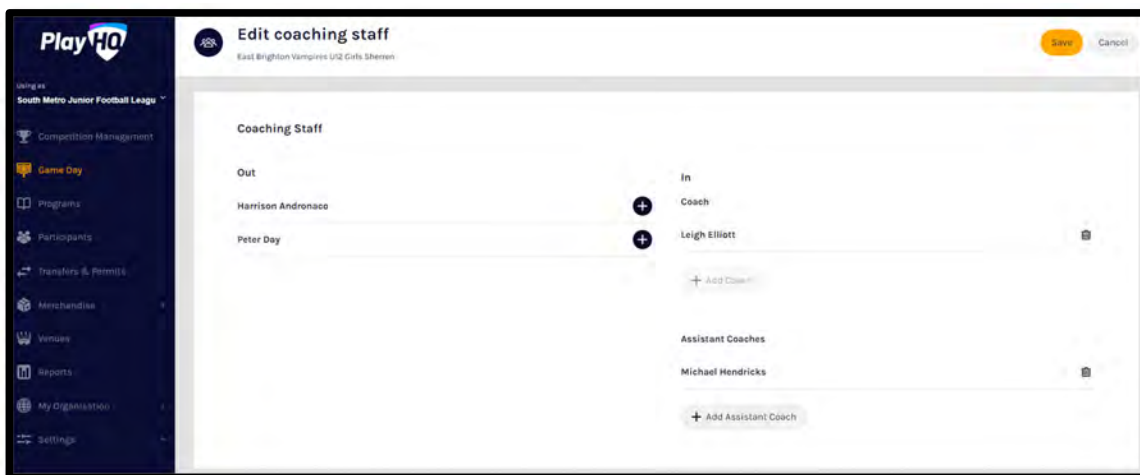 PlayHQ
Using as
South Metro Junior Football Leagu
Competition Management
Game Day
Programs
Participants
Transfers & Permits
Merchandise
Venues
Reports
My Organisation
Settings
Edit coaching staff
East Brighton Vampires U12 Girls Sherren
Save
Cancel
Coaching Staff
Out
Harrison Andronaco
Peter Day
In
Coach
Leigh Elliott
+ Add Coach
Assistant Coaches
Michael Hendricks
+ Add Assistant Coach